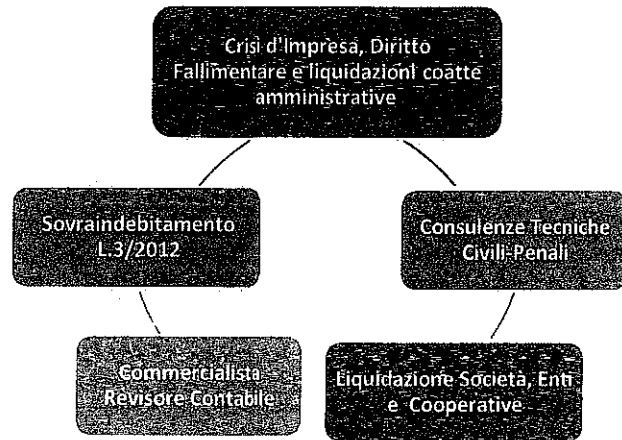 Crisi d'Impresa, Diritto
Fallimentare e liquidazioni coatte
amministrative
Sovraindebitamento
L.3/2012
Consulenze Tecniche
Civili-Penali
Commercialista
Revisore Contabile
Liquidazione Società, Enti
e Cooperative